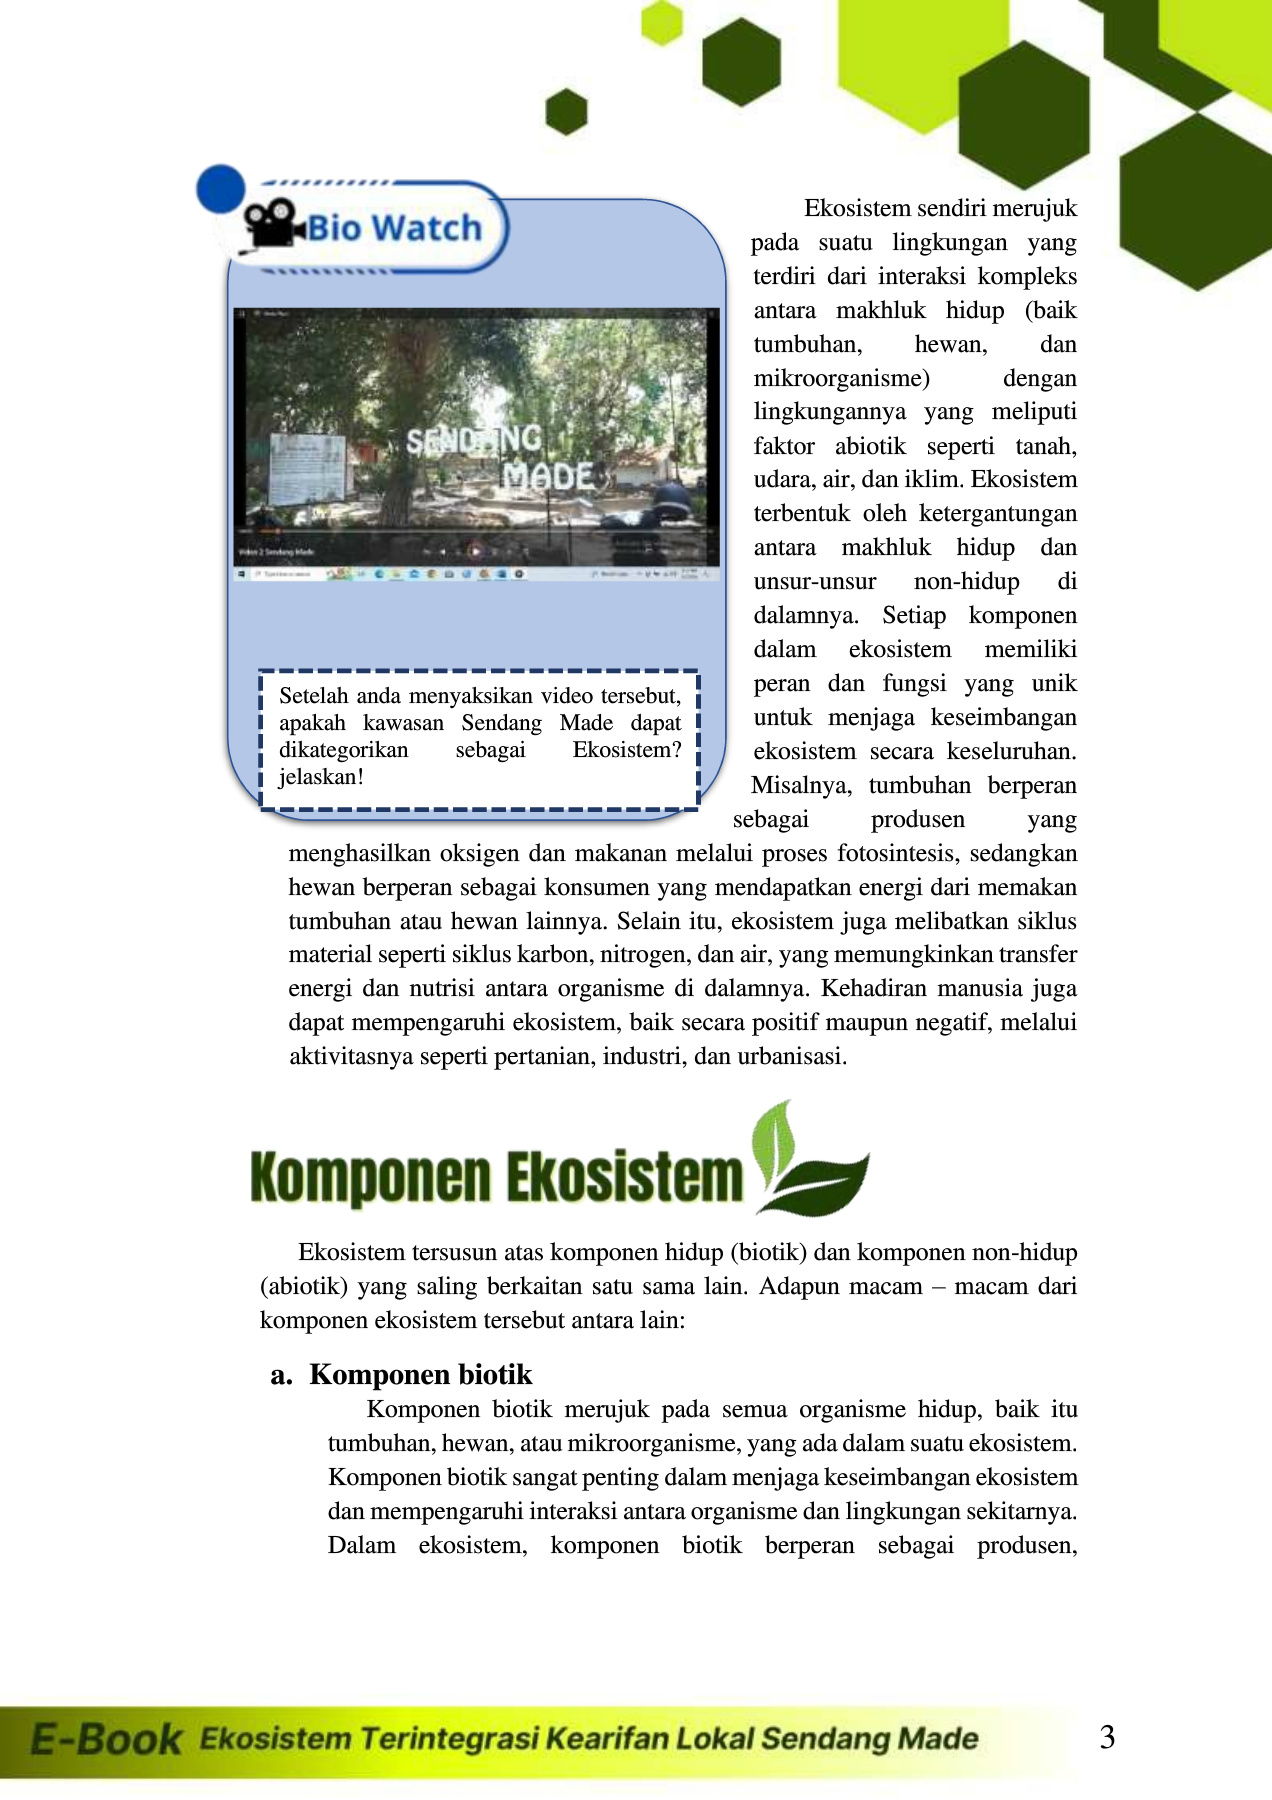 Bio Watch
SENDANG
MADE
Video 2 Sendang Made
Setelah anda menyaksikan video tersebut,
apakah kawasan Sendang Made dapat
dikategorikan sebagai Ekosistem?
jelaskan!
Ekosistem sendiri merujuk
pada suatu lingkungan yang
terdiri dari interaksi kompleks
antara makhluk hidup (baik
tumbuhan, hewan, dan
mikroorganisme) dengan
lingkungannya yang meliputi
faktor abiotik seperti tanah,
udara, air, dan iklim. Ekosistem
terbentuk oleh ketergantungan
antara makhluk hidup dan
unsur-unsur non-hidup di
dalamnya. Setiap komponen
dalam ekosistem memiliki
peran dan fungsi yang unik
untuk menjaga keseimbangan
ekosistem secara keseluruhan.
Misalnya, tumbuhan berperan
sebagai produsen yang
menghasilkan oksigen dan makanan melalui proses fotosintesis, sedangkan
hewan berperan sebagai konsumen yang mendapatkan energi dari memakan
tumbuhan atau hewan lainnya. Selain itu, ekosistem juga melibatkan siklus
material seperti siklus karbon, nitrogen, dan air, yang memungkinkan transfer
energi dan nutrisi antara organisme di dalamnya. Kehadiran manusia juga
dapat mempengaruhi ekosistem, baik secara positif maupun negatif, melalui
aktivitasnya seperti pertanian, industri, dan urbanisasi.
Komponen Ekosistem
Ekosistem tersusun atas komponen hidup (biotik) dan komponen non-hidup
(abiotik) yang saling berkaitan satu sama lain. Adapun macam – macam dari
komponen ekosistem tersebut antara lain:
a. Komponen biotik
Komponen biotik merujuk pada semua organisme hidup, baik itu
tumbuhan, hewan, atau mikroorganisme, yang ada dalam suatu ekosistem.
Komponen biotik sangat penting dalam menjaga keseimbangan ekosistem
dan mempengaruhi interaksi antara organisme dan lingkungan sekitarnya.
Dalam ekosistem, komponen biotik berperan sebagai produsen,
E-Book Ekosistem Terintegrasi Kearifan Lokal Sendang Made
3